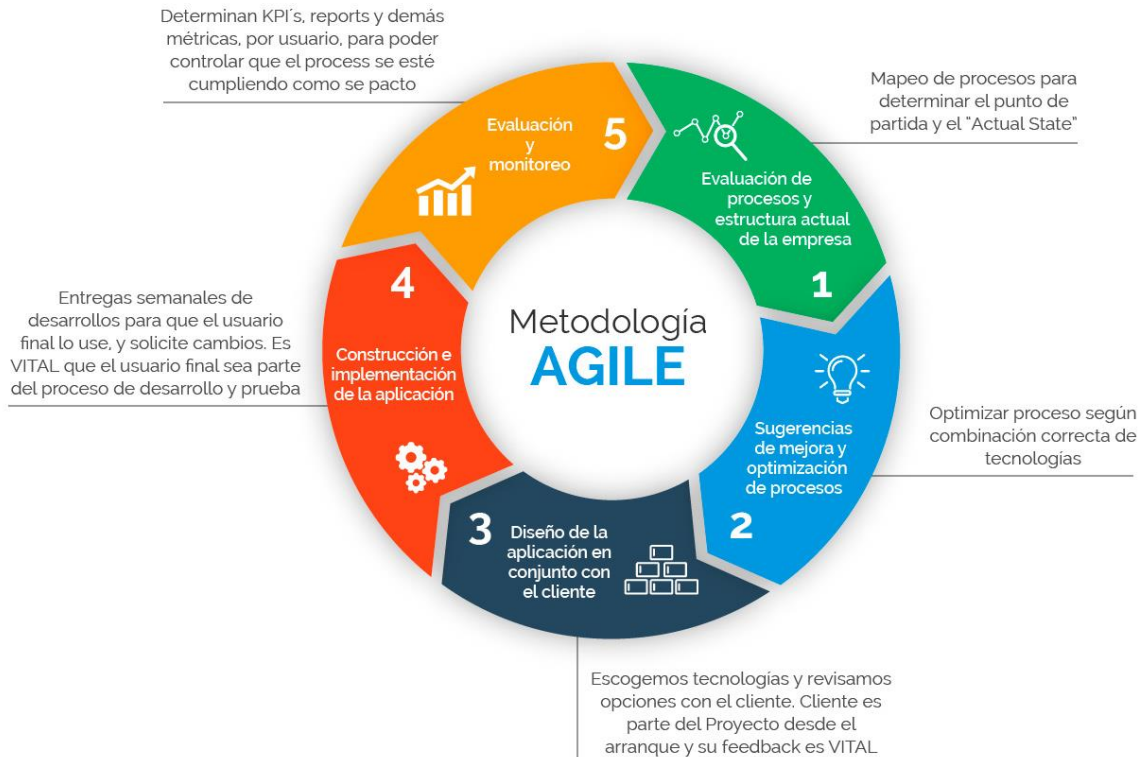 Determinan KPI´s, reports y demás
métricas, por usuario, para poder
controlar que el process se esté
cumpliendo como se pacto
Mapeo de procesos para
determinar el punto de
partida y el "Actual State"
Evaluación
y
monitoreo
5
Evaluación de
procesos y
estructura actual
de la empresa
1
Metodología
AGILE
4
Construcción e
implementación
de la aplicación
Entregas semanales de
desarrollos para que el usuario
final lo use, y solicite cambios. Es
VITAL que el usuario final sea parte
del proceso de desarrollo y prueba
Sugerencias
de mejora y
optimización
de procesos
2
Optimizar proceso según
combinación correcta de
tecnologías
3
Diseño de la
aplicación en
conjunto con
el cliente
Escogemos tecnologías y revisamos
opciones con el cliente. Cliente es
parte del Proyecto desde el
arranque y su feedback es VITAL